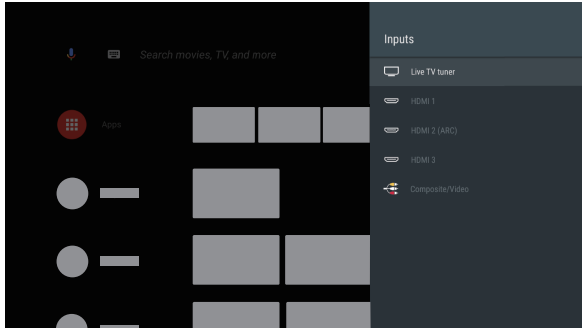 Inputs
Search movies, TV, and more
Live TV tuner
HDMI 1
Apps
HDMI 2 (ARC)
HDMI 3
Composite/Video